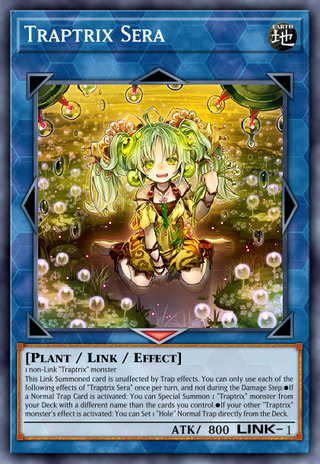 Traptrix Sera
EARTH
地
[Plant / Link / Effect]
1 non-Link "Traptrix" monster
This Link Summoned card is unaffected by Trap effects. You can only use each of the
following effects of "Traptrix Sera" once per turn, and not during the Damage Step.●If
a Normal Trap Card is activated: You can Special Summon 1 "Traptrix" monster from
your Deck with a different name than the cards you control.●If your other "Traptrix"
monster's effect is activated: You can Set 1 "Hole" Normal Trap directly from the Deck.
ATK/ 800 LINK-1